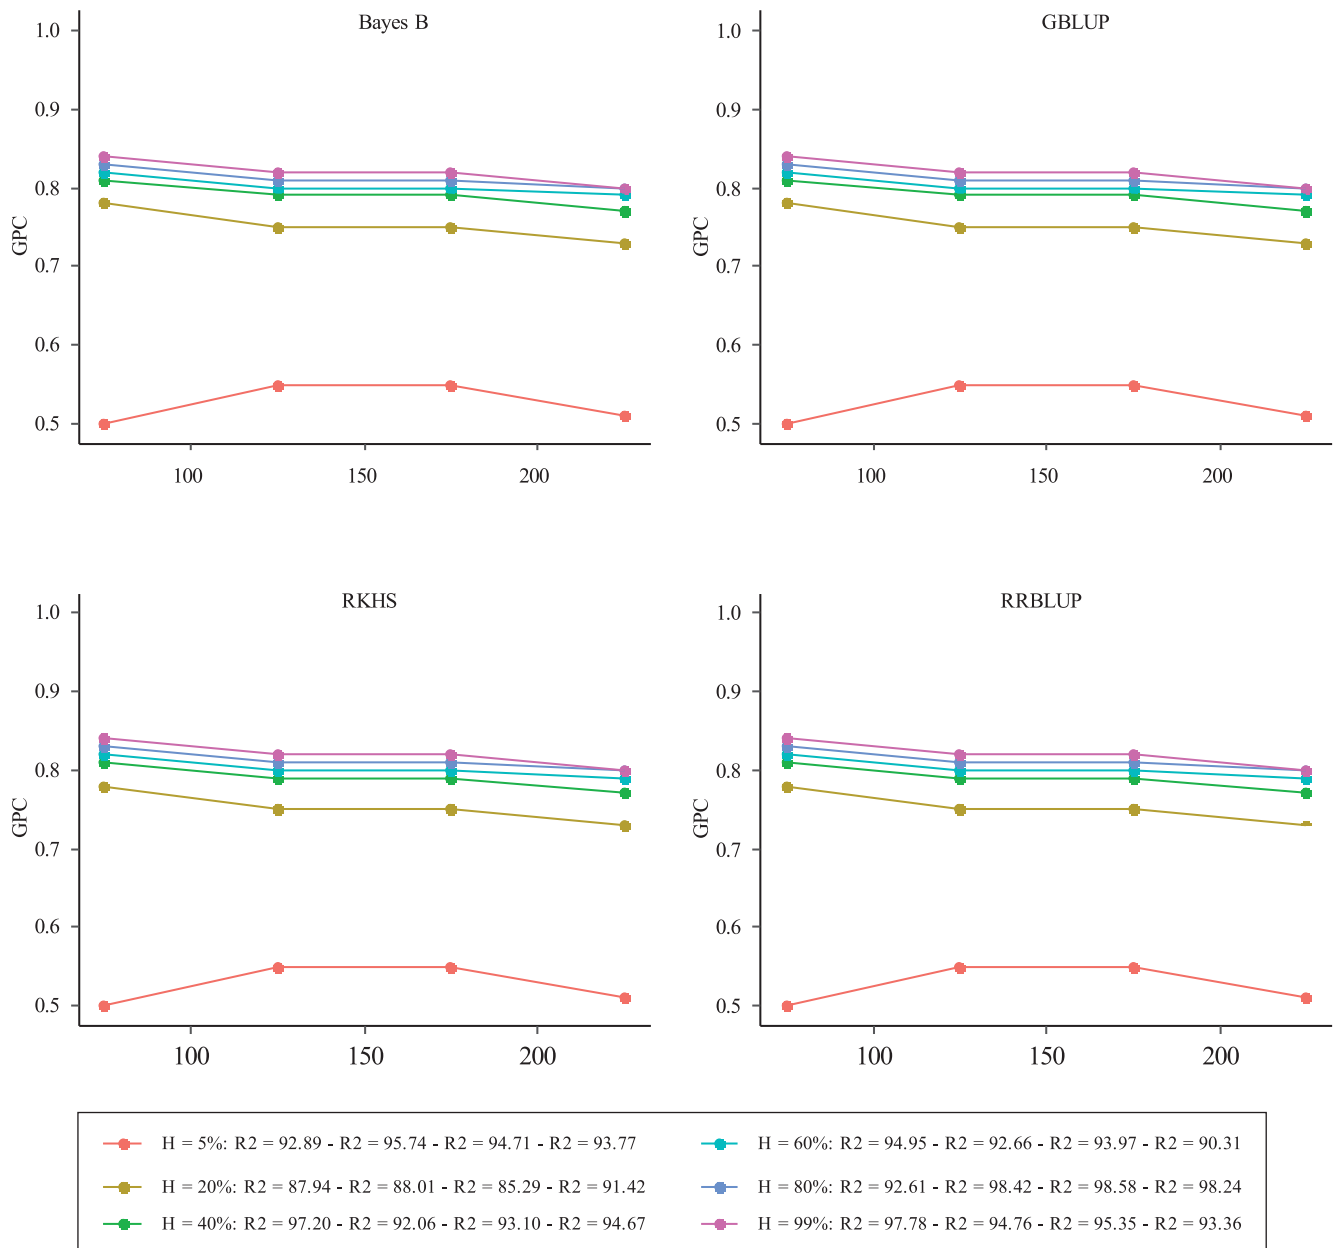 Bayes B
GBLUP
1.0
0.9
0.8
0.7
0.6
0.5
GPC
100 150 200
1.0
0.9
0.8
0.7
0.6
0.5
GPC
100 150 200
RKHS
RRBLUP
1.0
0.9
0.8
0.7
0.6
0.5
GPC
100 150 200
1.0
0.9
0.8
0.7
0.6
0.5
GPC
100 150 200
H = 5%: R2 = 92.89 - R2 = 95.74 - R2 = 94.71 - R2 = 93.77
H = 20%: R2 = 87.94 - R2 = 88.01 - R2 = 85.29 - R2 = 91.42
H = 40%: R2 = 97.20 - R2 = 92.06 - R2 = 93.10 - R2 = 94.67
H = 60%: R2 = 94.95 - R2 = 92.66 - R2 = 93.97 - R2 = 90.31
H = 80%: R2 = 92.61 - R2 = 98.42 - R2 = 98.58 - R2 = 98.24
H = 99%: R2 = 97.78 - R2 = 94.76 - R2 = 95.35 - R2 = 93.36